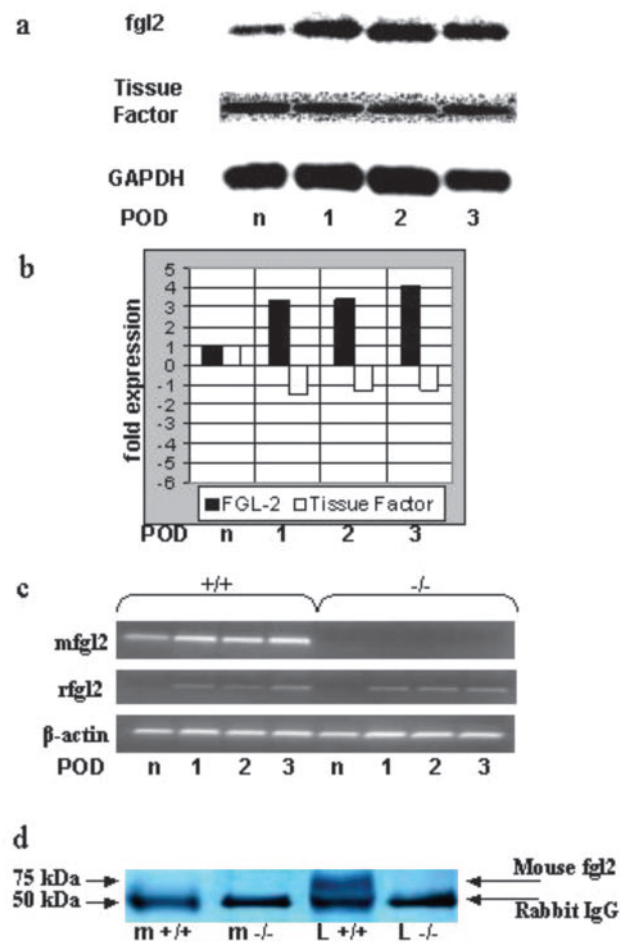 a
fgl2
Tissue
Factor
GAPDH
POD n 1 2 3
b
fold expression
5
4
3
2
1
0
-1
-2
-3
-4
-5
-6
FGL-2 Tissue Factor
POD n 1 2 3
c
+/+ -/-
mfgl2
rfgl2
β-actin
POD n 1 2 3 n 1 2 3
d
75 kDa Mouse fgl2
50 kDa Rabbit IgG
m +/+ m -/- L +/+ L -/-